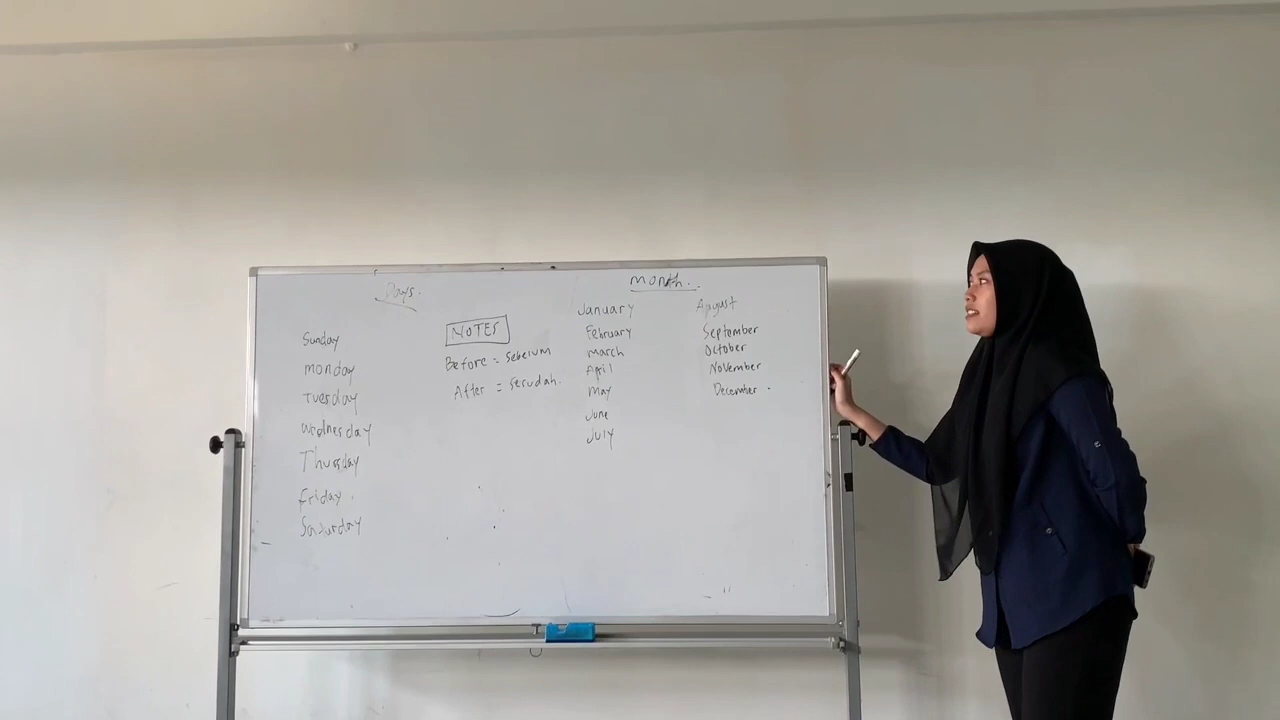 Days.
Sunday
monday
Tuesday
Wednesday
Thursday
Friday.
Saturday
NOTES
Before = sebelum
After = serudah.
Month..
January
February
March
April
May
June
July
August
September
October
November
December.